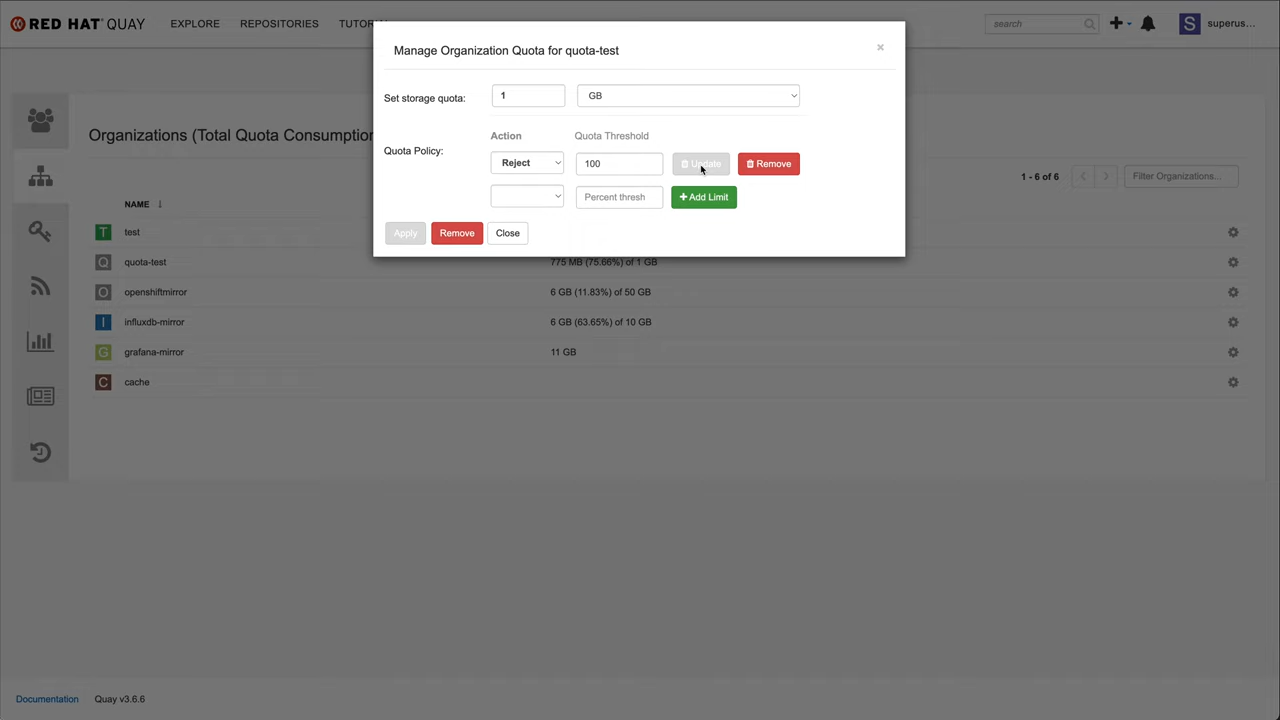 RED HAT QUAY EXPLORE REPOSITORIES TUTOR search superus...
Manage Organization Quota for quota-test ×
Set storage quota: 1 GB
Action Quota Threshold
Quota Policy:
Reject 100 Update Remove
Percent thresh Add Limit
Apply Remove Close
Organizations (Total Quota Consumption
1 - 6 of 6 Filter Organizations...
NAME
T test
Q quota-test 775 MB (75.66%) of 1 GB
O openshiftmirror 6 GB (11.83%) of 50 GB
I influxdb-mirror 6 GB (63.65%) of 10 GB
G grafana-mirror 11 GB
C cache
Documentation Quay v3.6.6
S